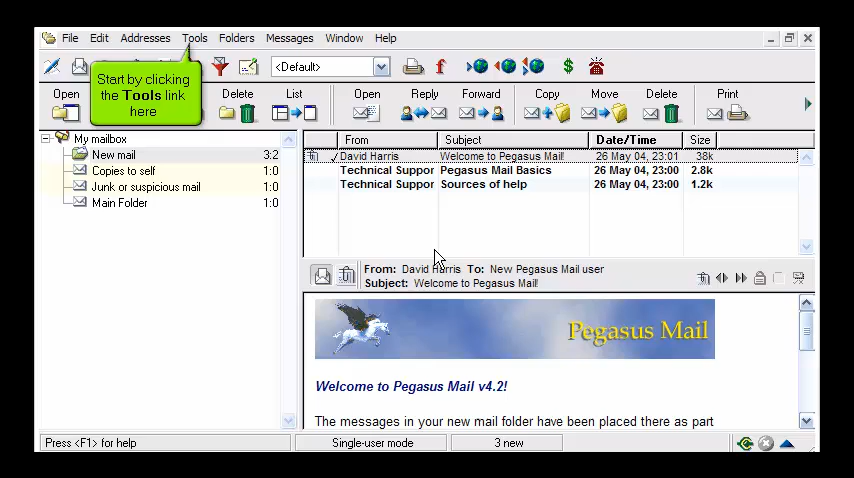 File Edit Addresses Tools Folders Messages Window Help
<Default>
Start by clicking
the Tools link
here
Open Delete List Open Reply Forward Copy Move Delete Print
My mailbox
New mail 3:2
Copies to self 1:0
Junk or suspicious mail 1:0
Main Folder 1:0
From Subject Date/Time Size
David Harris Welcome to Pegasus Mail! 26 May 04, 23:01 38k
Technical Suppor Pegasus Mail Basics 26 May 04, 23:00 2.8k
Technical Suppor Sources of help 26 May 04, 23:00 1.2k
From: David Harris To: New Pegasus Mail user
Subject: Welcome to Pegasus Mail!
Pegasus Mail
Welcome to Pegasus Mail v4.2!
The messages in your new mail folder have been placed there as part
Press <F1> for help Single-user mode 3 new